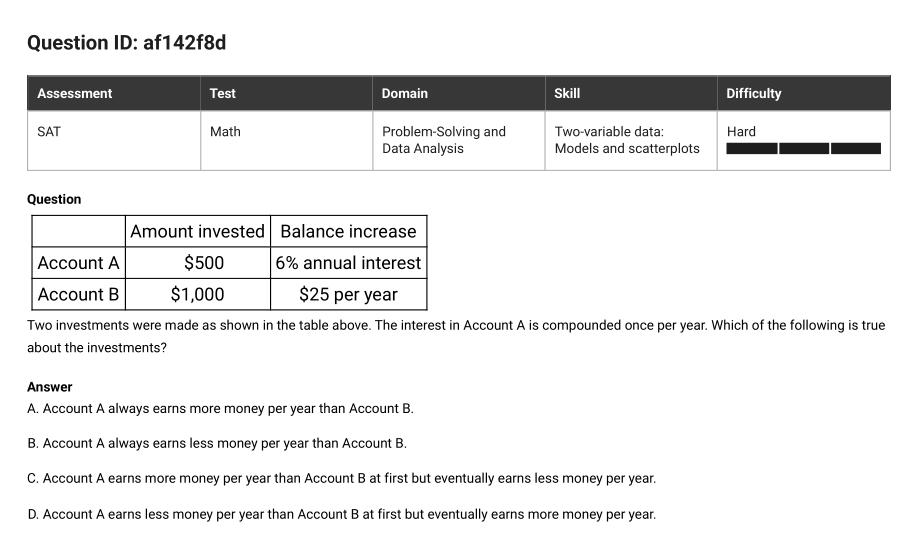 Question ID: af142f8d
Assessment Test Domain Skill Difficulty
SAT Math Problem-Solving and Data Analysis Two-variable data: Models and scatterplots Hard
Question
Amount invested Balance increase
Account A $500 6% annual interest
Account B $1,000 $25 per year
Two investments were made as shown in the table above. The interest in Account A is compounded once per year. Which of the following is true
about the investments?
Answer
A. Account A always earns more money per year than Account B.
B. Account A always earns less money per year than Account B.
C. Account A earns more money per year than Account B at first but eventually earns less money per year.
D. Account A earns less money per year than Account B at first but eventually earns more money per year.